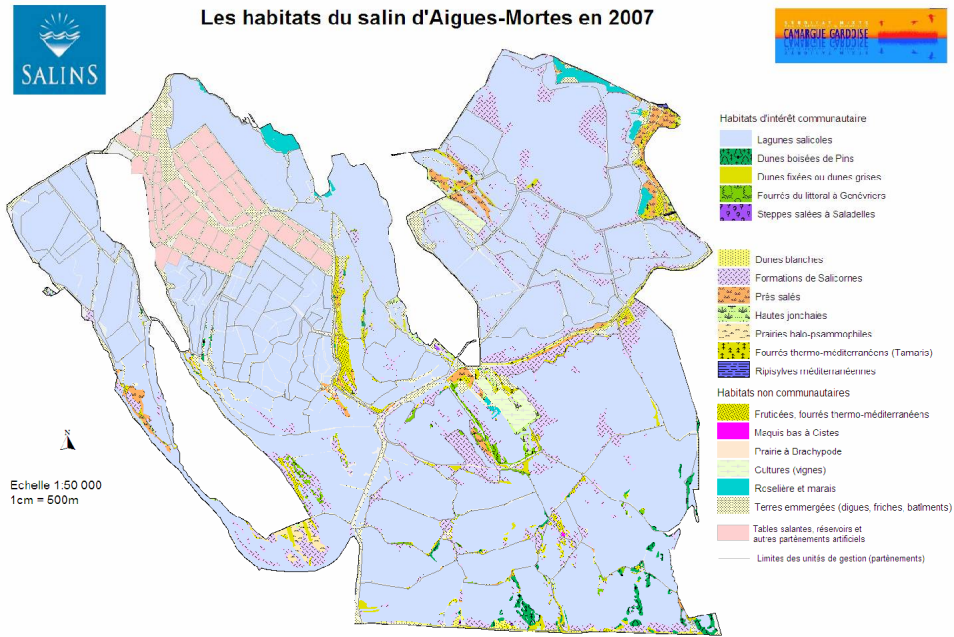 Les habitats du salin d'Aigues-Mortes en 2007
SALINS
SYNDICAT MIXTE
CAMARGUE GARDOISE
Habitats d'intérêt communautaire
Lagunes salicoles
Dunes boisées de Pins
Dunes fixées ou dunes grises
Fourrés du littoral à Genévriers
Steppes salées à Saladelles
Dunes blanches
Formations de Salicornes
Près salés
Hautes jonchaies
Prairies halo-psammophiles
Fourrés thermo-méditerranéens (Tamaris)
Ripisylves méditerranéennes
Habitats non communautaires
Fruticées, fourrés thermo-méditerranéens
Maquis bas à Cistes
Prairie à Brachypode
Cultures (vignes)
Roselière et marais
Terres emmergées (digues, friches, batiments)
Tables salantes, réservoirs et
autres partènements artificiels
Limites des unités de gestion (partènements)
N
Echelle 1:50 000
1cm = 500m